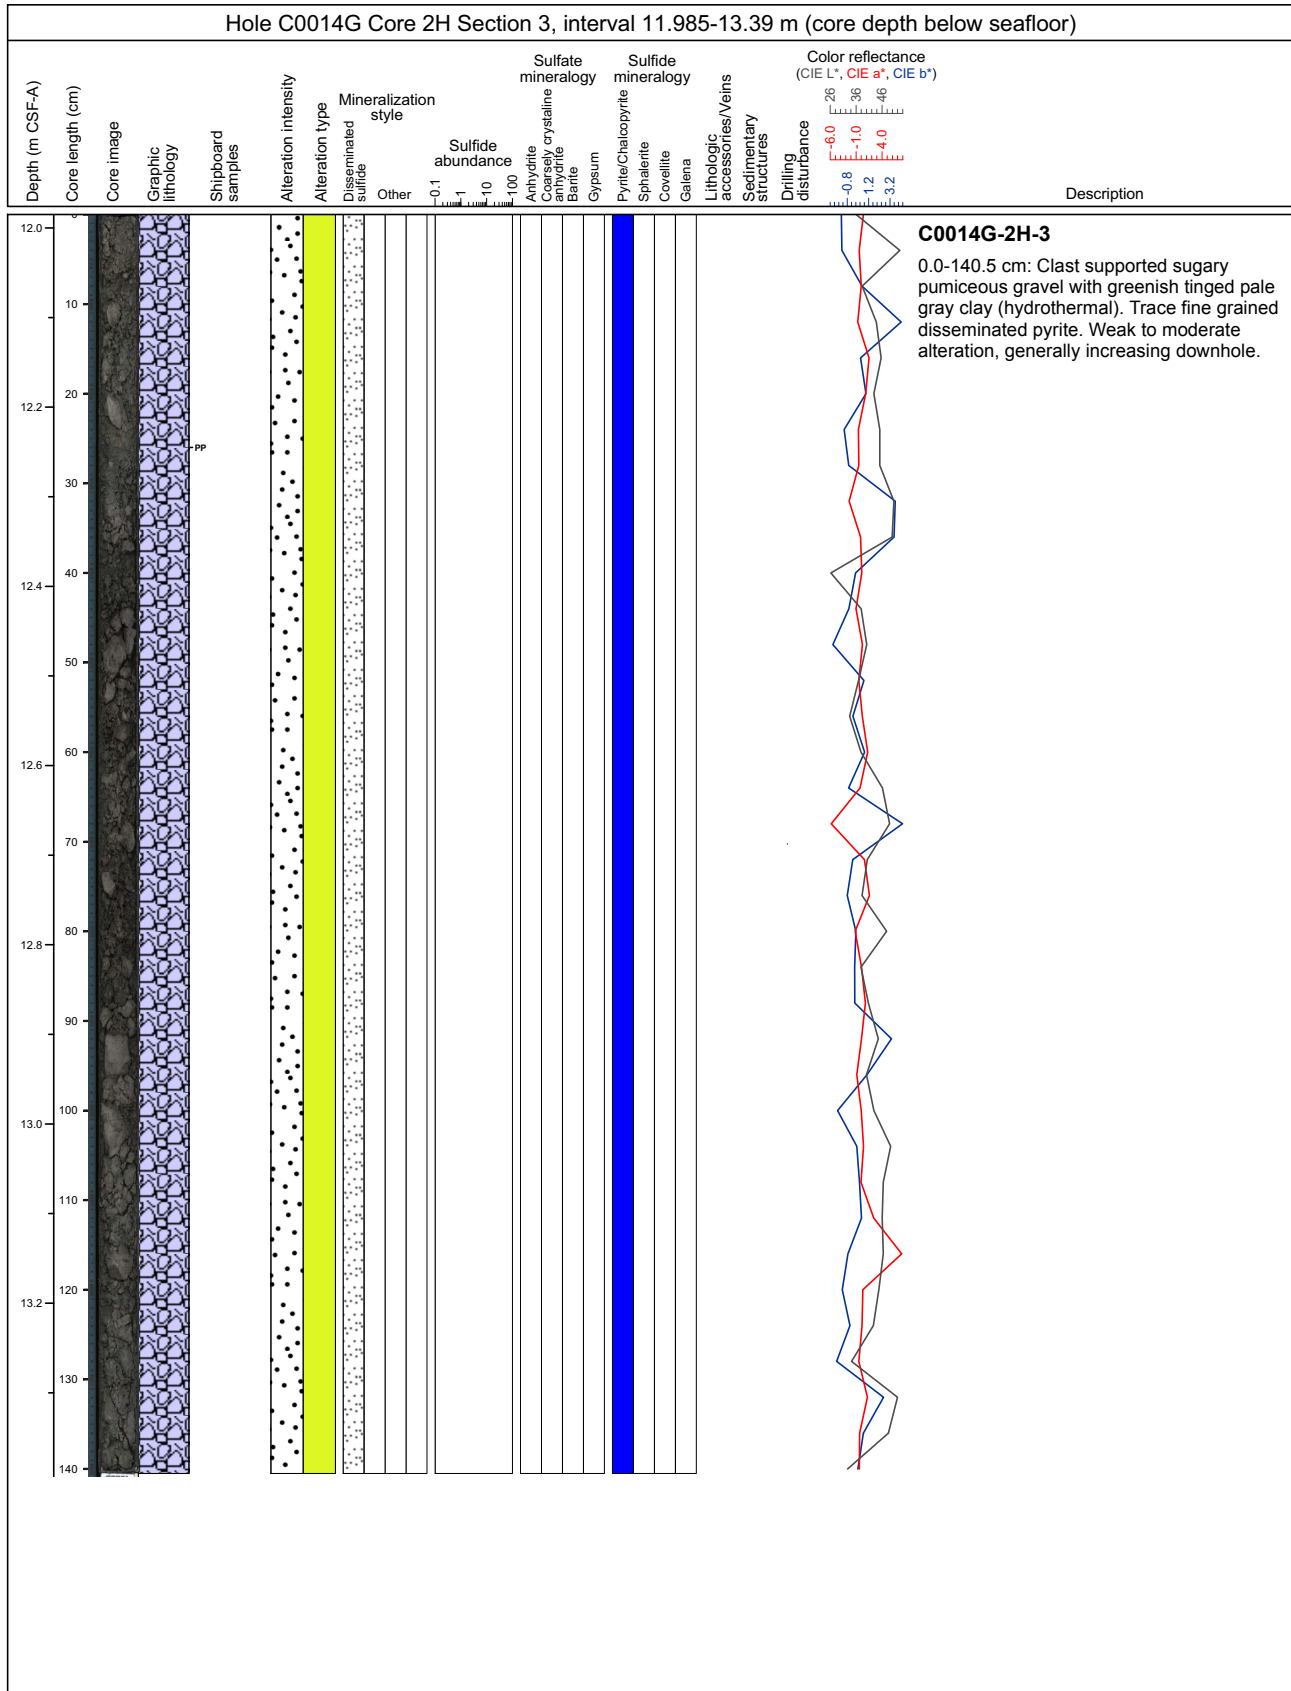 Hole C0014G Core 2H Section 3, interval 11.985-13.39 m (core depth below seafloor)
Depth (m CSF-A)
Core length (cm)
Core image
Graphic
lithology
Shipboard
samples
Alteration intensity
Alteration type
Mineralization
style
Disseminated
sulfide
Other
Sulfide
abundance
0.1
1
10
100
Sulfate
mineralogy
Anhydrite
Coarsely crystaline
anhydrite
Barite
Gypsum
Sulfide
mineralogy
Pyrite/Chalcopyrite
Sphalerite
Covellite
Galena
Lithologic
accessories/Veins
Sedimentary
structures
Drilling
disturbance
Color reflectance
(CIE L*, CIE a*, CIE b*)
26
36
46
-6.0
-1.0
4.0
-0.8
1.2
3.2
Description
C0014G-2H-3
0.0-140.5 cm: Clast supported sugary
pumiceous gravel with greenish tinged pale
gray clay (hydrothermal). Trace fine grained
disseminated pyrite. Weak to moderate
alteration, generally increasing downhole.
12.0
12.2
12.4
12.6
12.8
13.0
13.2
10
20
30
40
50
60
70
80
90
100
110
120
130
140
PP